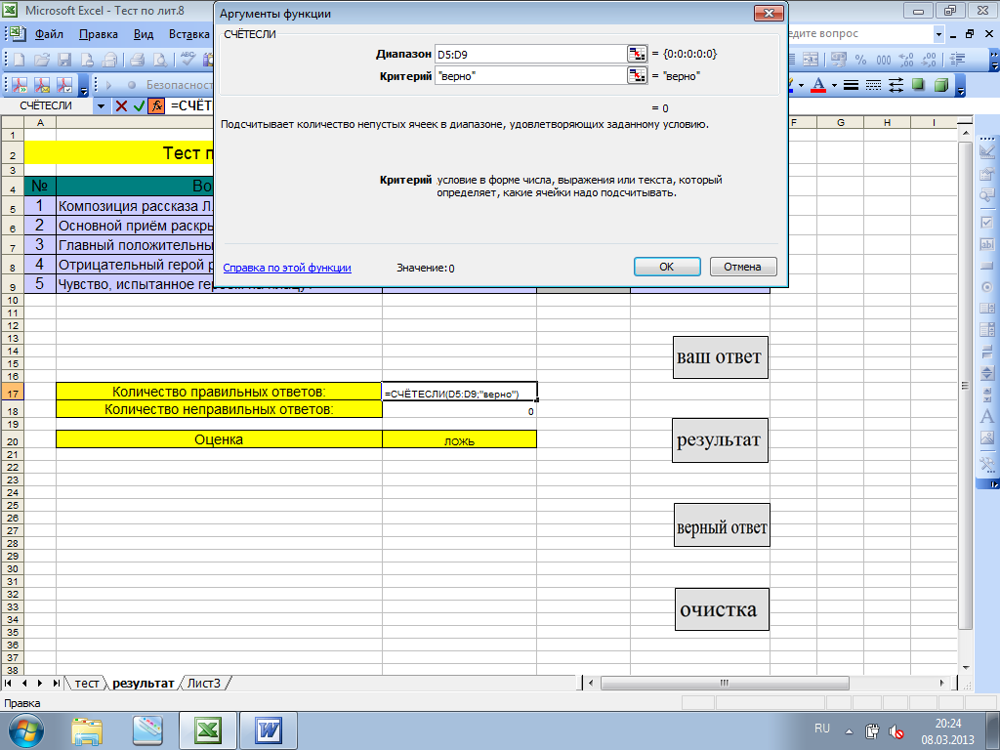 Microsoft Excel - Тест по лит.8
Файл Правка Вид Вставка
ведите вопрос
Безопасност
% 000
СЧЁТЕСЛИ
=СЧЁТ
Аргументы функции
СЧЁТЕСЛИ
Диапазон D5:D9 = {0:0:0:0:0}
Критерий "верно" = "верно"
= 0
Подсчитывает количество непустых ячеек в диапазоне, удовлетворяющих заданному условию.
Критерий условие в форме числа, выражения или текста, который
определяет, какие ячейки надо подсчитывать.
Справка по этой функции
Значение:0
OK
Отмена
A F G H I
1
2 Тест п
3
4 № Во
5 1 Композиция рассказа Л.
6 2 Основной приём раскры
7 3 Главный положительны
8 4 Отрицательный герой р
9 5 Чувство, испытанное
10
11
12
13
14 ваш ответ
15
16
17 Количество правильных ответов: =СЧЁТЕСЛИ(D5:D9;"верно")
18 Количество неправильных ответов: 0
19
20 Оценка ЛОЖЬ
результат
21
22
23
24
25
26
27 верный ответ
28
29
30
31
32
33 очистка
34
35
36
37
38
тест результат Лист3
Правка
RU
20:24
08.03.2013